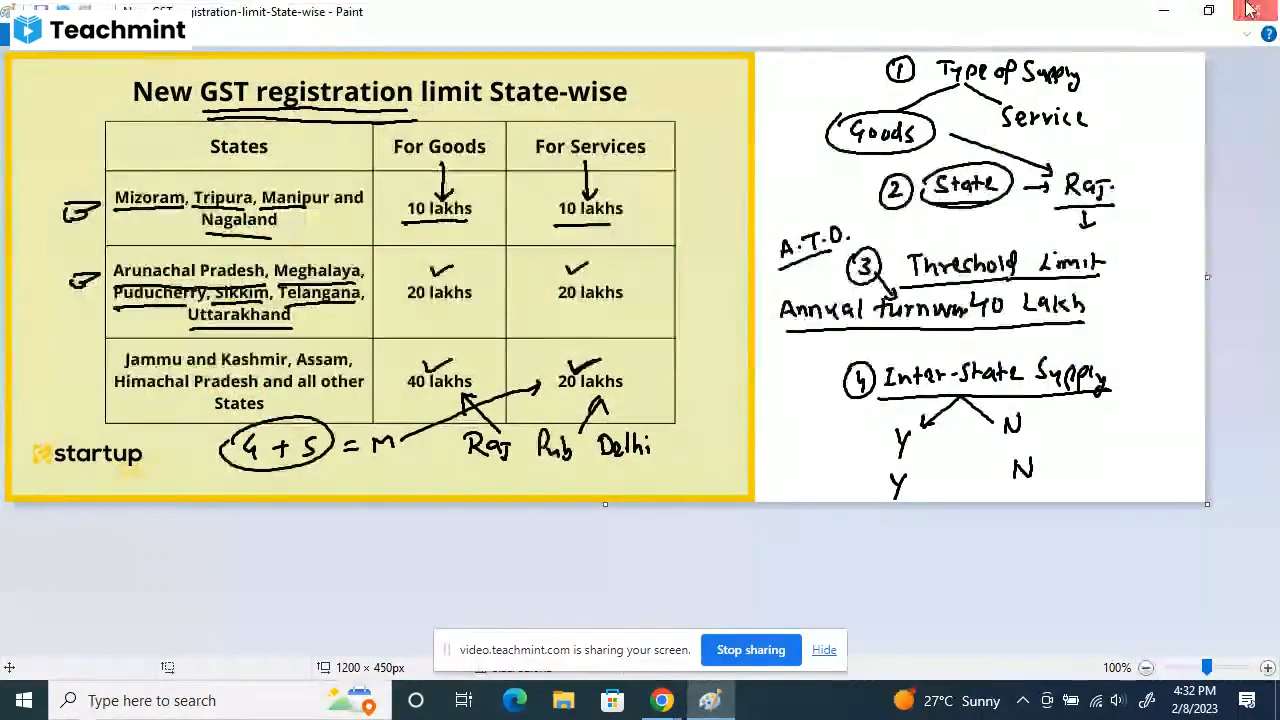 istration-limit-State-wise - Paint
Teachmint
New GST registration limit State-wise
States
For Goods
For Services
Mizoram, Tripura, Manipur and
Nagaland
10 lakhs
10 lakhs
Arunachal Pradesh, Meghalaya,
Puducherry, Sikkim, Telangana,
Uttarakhand
20 lakhs
20 lakhs
Jammu and Kashmir, Assam,
Himachal Pradesh and all other
States
40 lakhs
20 lakhs
G + S = M
Raj Pub Delhi
startup
1 Type of Supply
Goods
Service
2 State → Raj.
A.T.O.
3 Threshold Limit
Annual turnover 40 Lakh
4 Inter-State Supply
Y N
Y N
video.teachmint.com is sharing your screen.
Stop sharing
Hide
1200 × 450px
100%
Type here to search
27°C Sunny
4:32 PM
2/8/2023